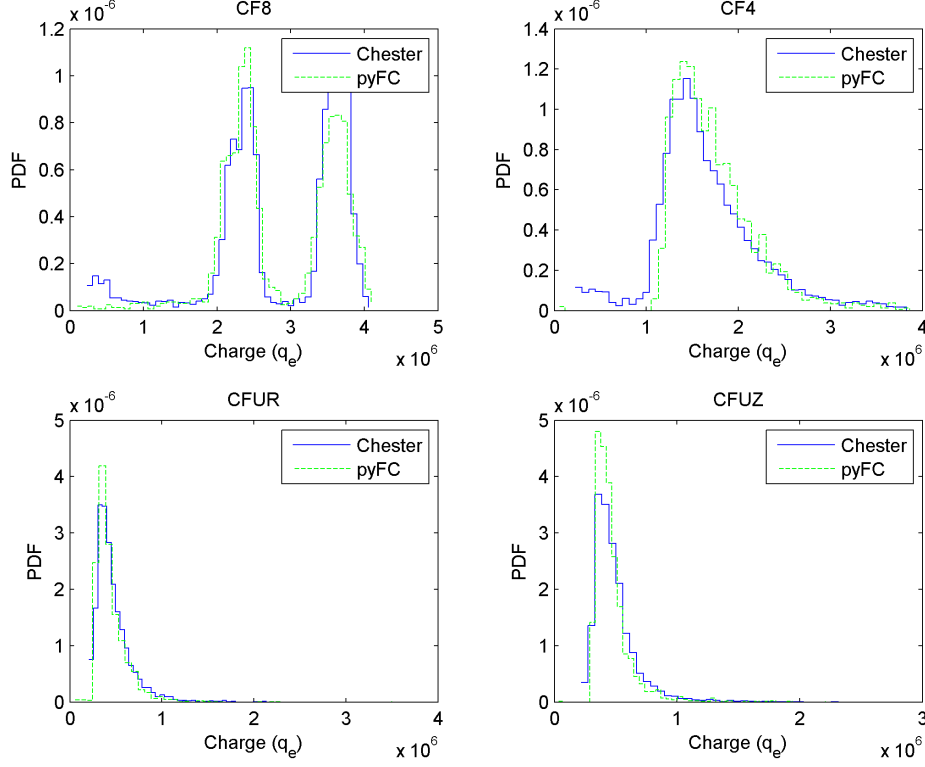 CF8
x 10-6
PDF
1.2
1
0.8
0.6
0.4
0.2
0
0 1 2 3 4 5
Charge (qe)
x 10^6
Chester
pyFC
CF4
x 10-6
PDF
1.4
1.2
1
0.8
0.6
0.4
0.2
0
0 1 2 3 4
Charge (qe)
x 10^6
Chester
pyFC
CFUR
x 10-6
PDF
5
4
3
2
1
0
0 1 2 3 4
Charge (qe)
x 10^6
Chester
pyFC
CFUZ
x 10-6
PDF
5
4
3
2
1
0
0 1 2 3
Charge (qe)
x 10^6
Chester
pyFC